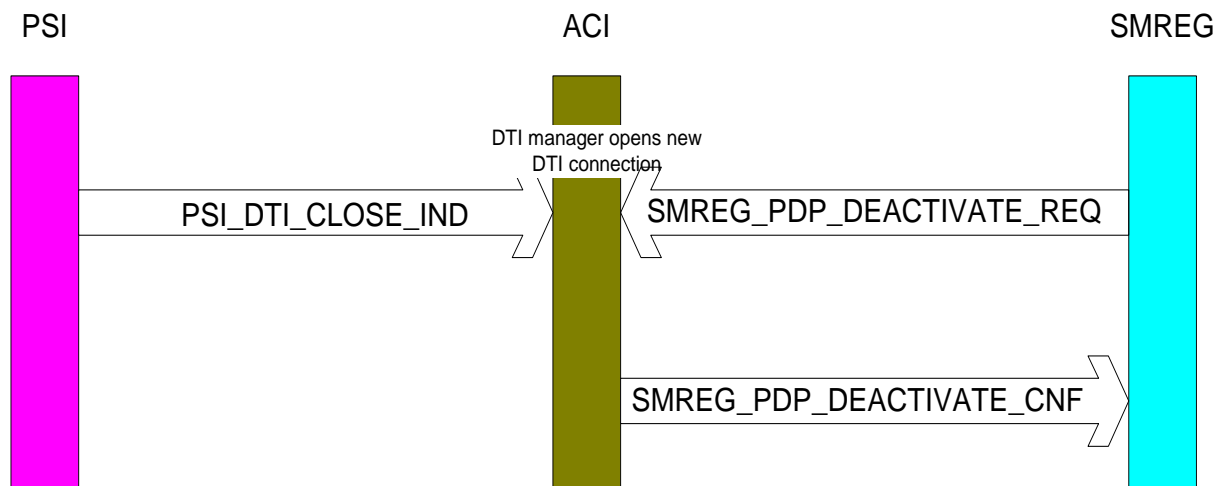 PSI
ACI
SMREG
DTI manager opens new
DTI connection
PSI_DTI_CLOSE_IND
SMREG_PDP_DEACTIVATE_REQ
SMREG_PDP_DEACTIVATE_CNF